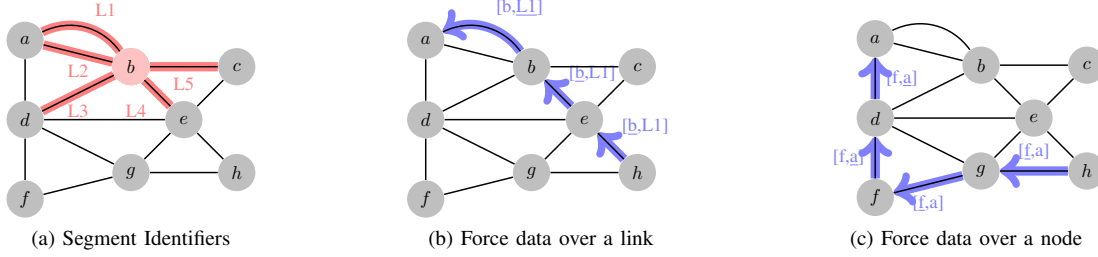 L1
a
L2
b
c
L5
L3
L4
d
e
g
h
f
(a) Segment Identifiers
[b,L1]
a
b
c
[b,L1]
d
e
[b,L1]
g
h
f
(b) Force data over a link
a
b
c
[f,a]
d
e
[f,a]
[f,a]
g
h
f
[f,a]
(c) Force data over a node